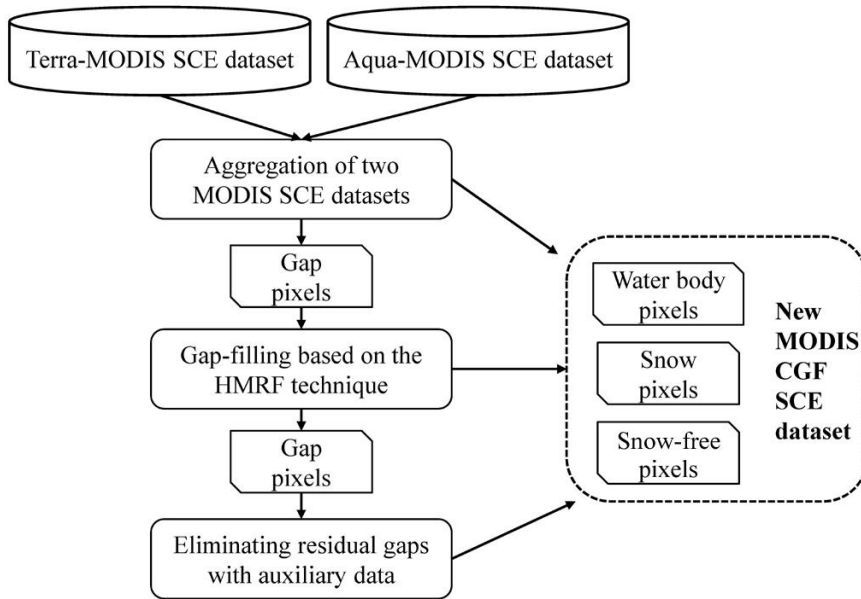 Terra-MODIS SCE dataset
Aqua-MODIS SCE dataset
Aggregation of two
MODIS SCE datasets
Gap
pixels
Gap-filling based on the
HMRF technique
Gap
pixels
Eliminating residual gaps
with auxiliary data
Water body
pixels
Snow
pixels
Snow-free
pixels
New
MODIS
CGF
SCE
dataset